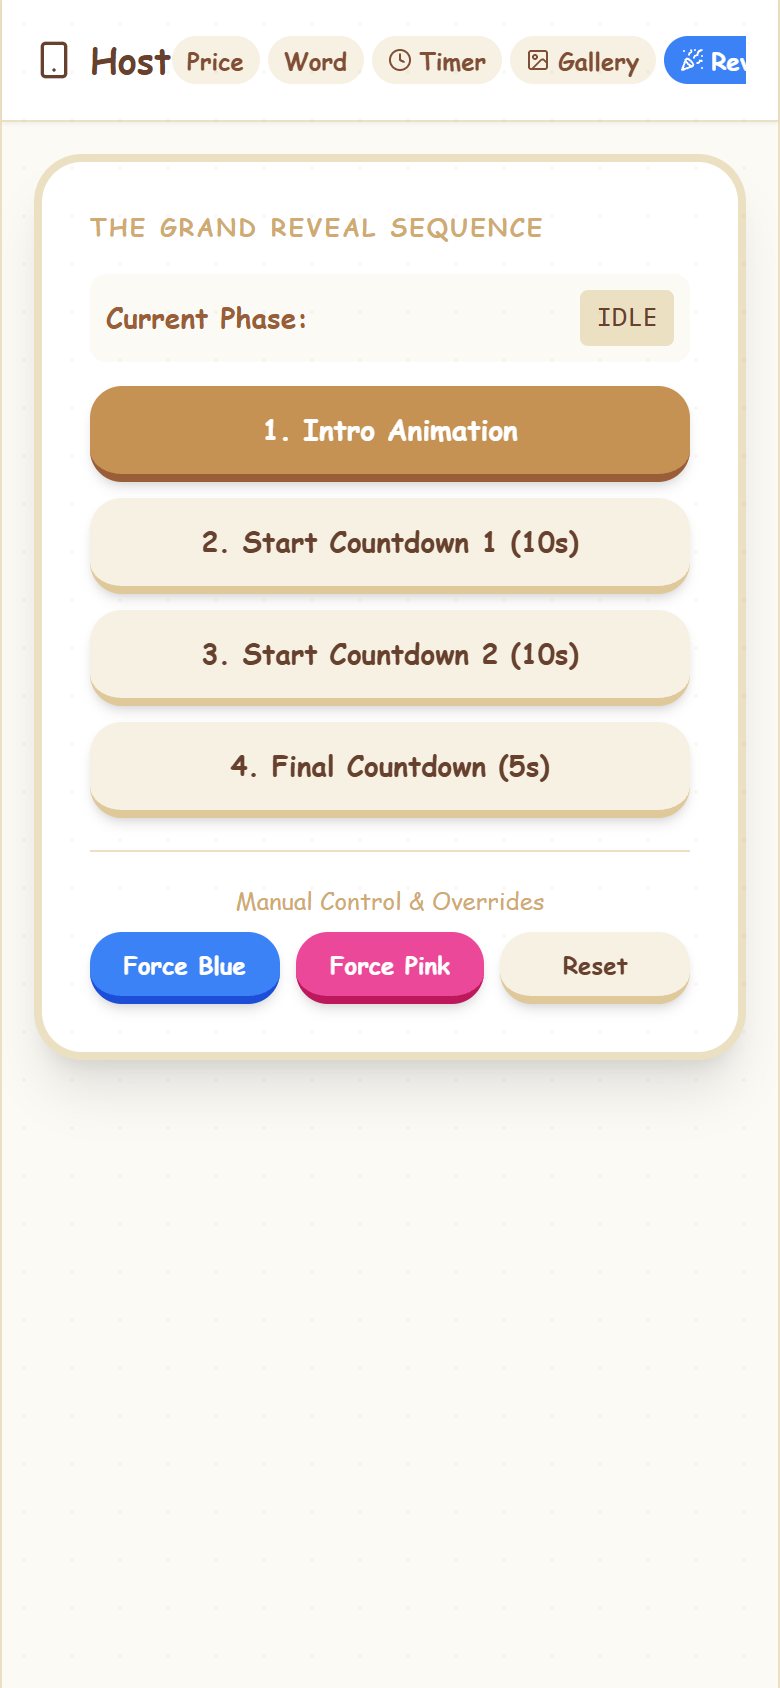 Host Price Word Timer Gallery
THE GRAND REVEAL SEQUENCE
Current Phase: IDLE
1. Intro Animation
2. Start Countdown 1 (10s)
3. Start Countdown 2 (10s)
4. Final Countdown (5s)
Manual Control & Overrides
Force Blue Force Pink Reset